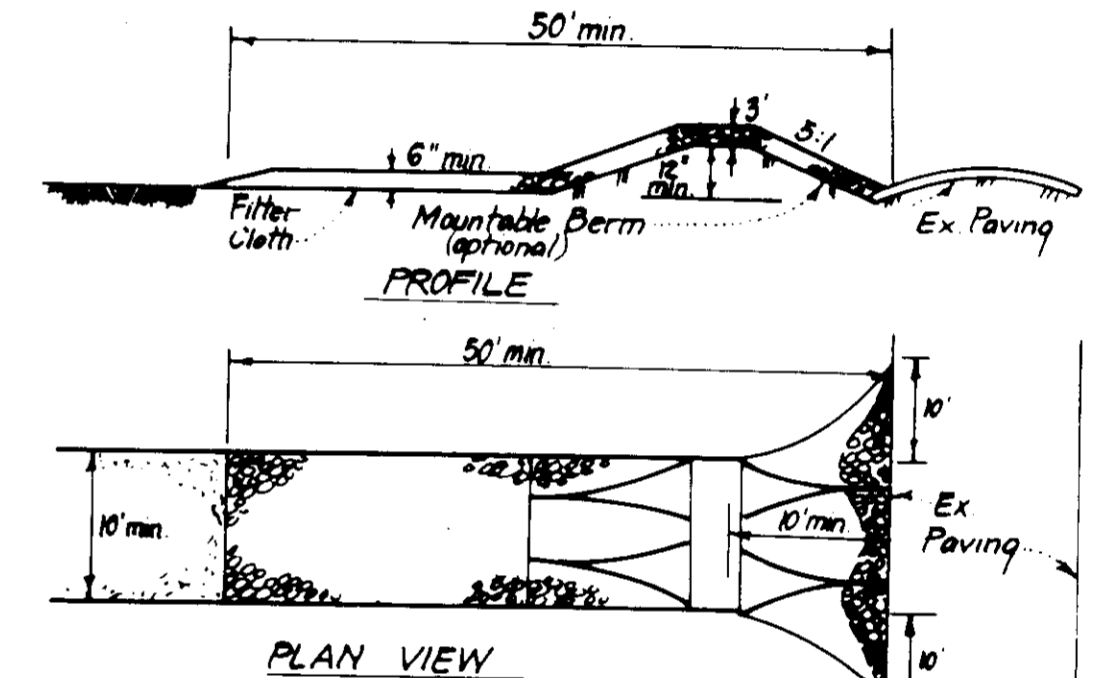 50' min.
3'
5:1
6" min.
12"
min.
Filter
Cloth
Mountable Berm
(optional)
Ex. Paving
PROFILE
50' min.
10'
10' min.
10' min.
Ex.
Paving
10'
PLAN VIEW